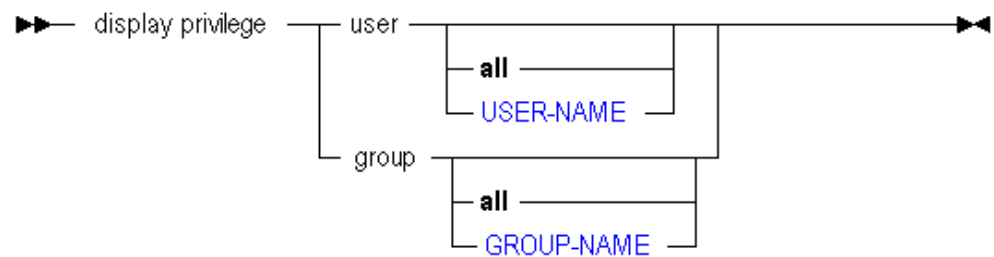 display privilege user
all
USER-NAME
group
all
GROUP-NAME